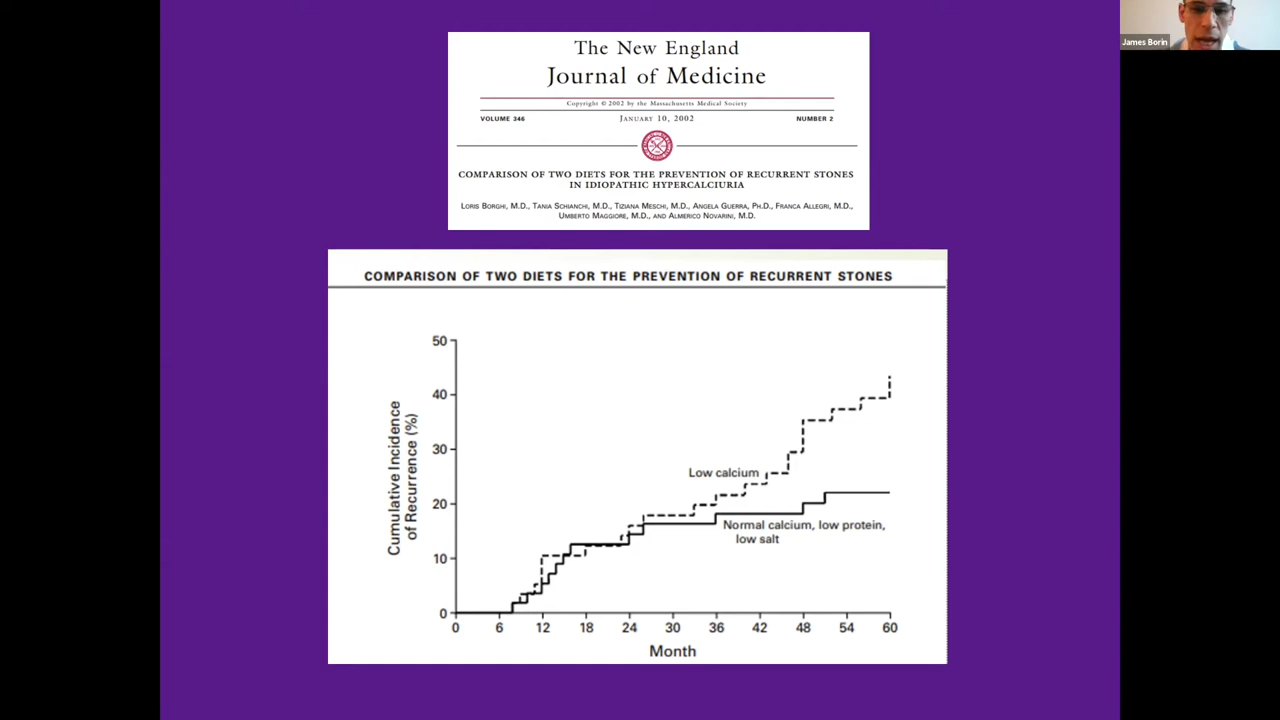 James Borin
The New England
Journal of Medicine
Copyright © 2002 by the Massachusetts Medical Society
VOLUME 346 JANUARY 10, 2002 NUMBER 2
COMPARISON OF TWO DIETS FOR THE PREVENTION OF RECURRENT STONES
IN IDIOPATHIC HYPERCALCIURIA
LORIS BORGHI, M.D., TANIA SCHIANCHI, M.D., TIZIANA MESCHI, M.D., ANGELA GUERRA, PH.D., FRANCA ALLEGRI, M.D.,
UMBERTO MAGGIORE, M.D., AND ALMERICO NOVARINI, M.D.
COMPARISON OF TWO DIETS FOR THE PREVENTION OF RECURRENT STONES
50
40
30
20
10
0
Cumulative Incidence
of Recurrence (%)
Low calcium
Normal calcium, low protein,
low salt
0 6 12 18 24 30 36 42 48 54 60
Month